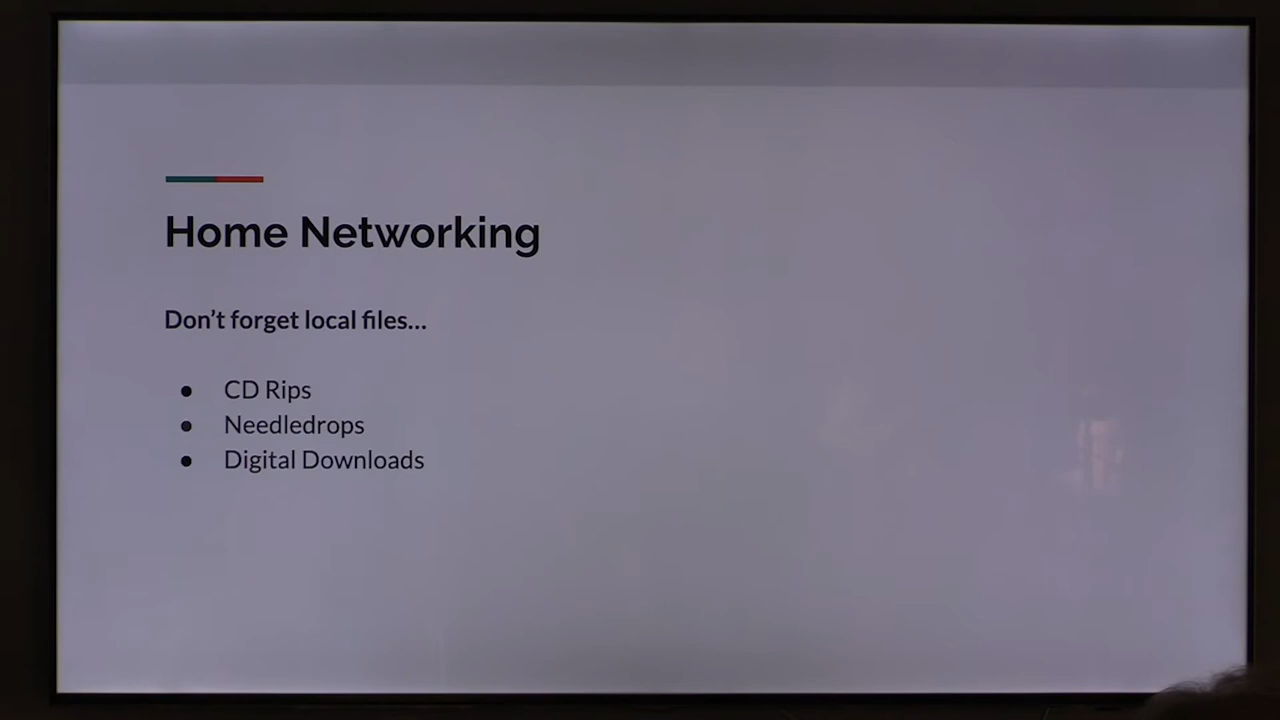 Home Networking
Don't forget local files...
● CD Rips
● Needledrops
● Digital Downloads